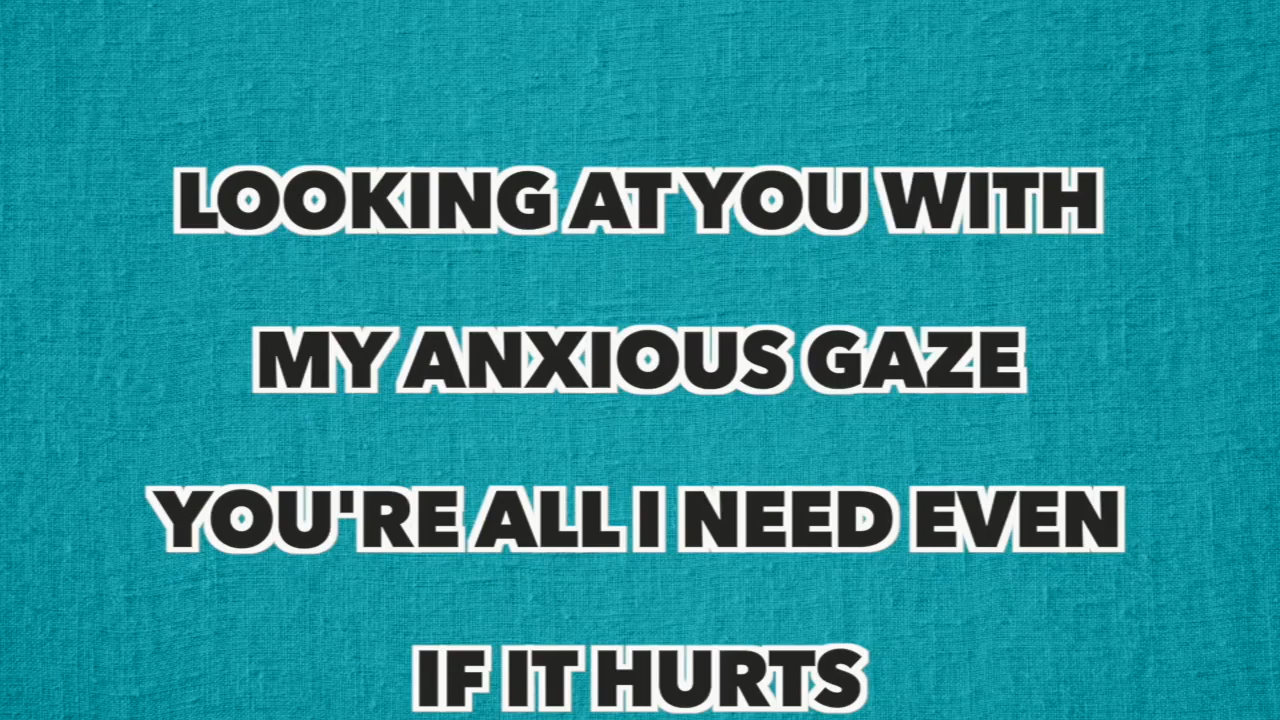 LOOKING AT YOU WITH
MY ANXIOUS GAZE
YOU'RE ALL I NEED EVEN
IF IT HURTS